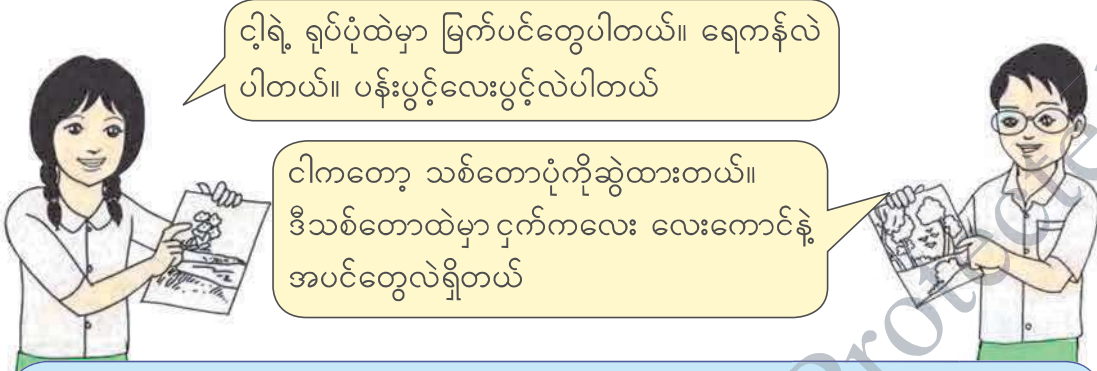 ငါ့ရဲ့ ရုပ်ပုံထဲမှာ မြက်ပင်တွေပါတယ်။ ရေကန်လဲ
ပါတယ်။ ပန်းပွင့်လေးပွင့်လဲပါတယ်
ငါကတော့ သစ်တောပုံကိုဆွဲထားတယ်။
ဒီသစ်တောထဲမှာ ငှက်ကလေး လေးကောင်နဲ့
အပင်တွေလဲရှိတယ်